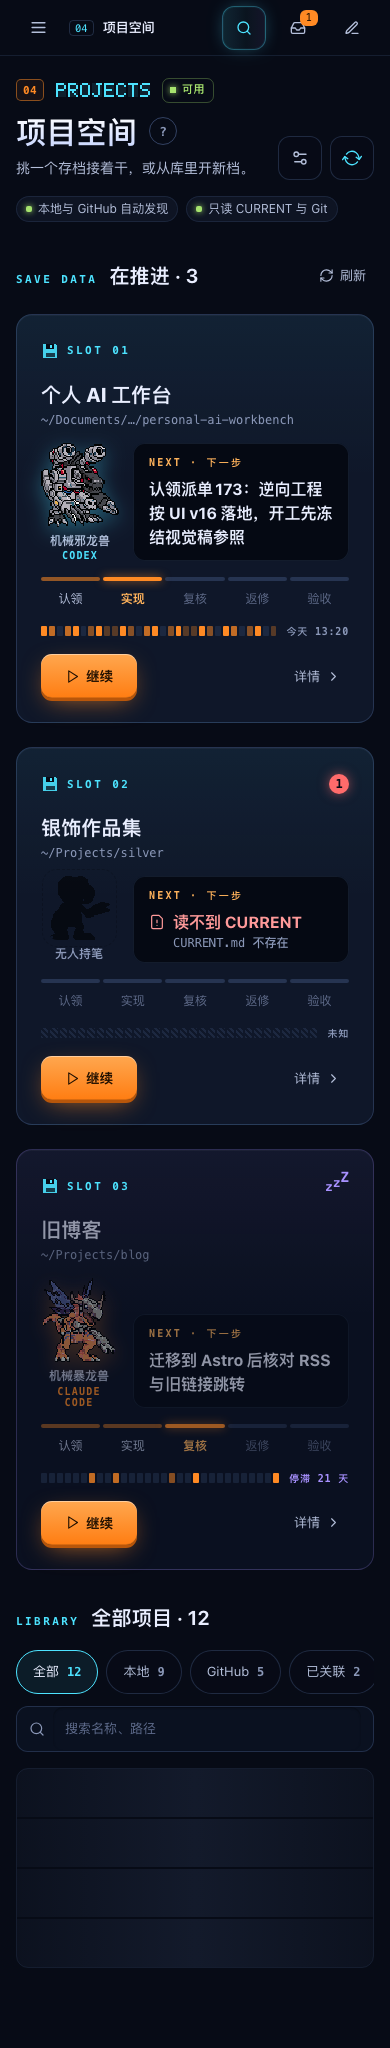 04 项目空间 1
04 PROJECTS 可用
项目空间 ?
挑一个存档接着干，或从库里开新档。
本地与 GitHub 自动发现 只读 CURRENT 与 Git
SAVE DATA 在推进 · 3 刷新
SLOT 01
个人 AI 工作台
~/Documents/…/personal-ai-workbench
NEXT · 下一步
认领派单 173：逆向工程
按 UI v16 落地，开工先冻
结视觉稿参照
机械邪龙兽
CODEX
认领 实现 复核 返修 验收
今天 13:20
继续 详情
SLOT 02 1
银饰作品集
~/Projects/silver
NEXT · 下一步
读不到 CURRENT
CURRENT.md 不存在
无人持笔
认领 实现 复核 返修 验收
未知
继续 详情
SLOT 03 zzZ
旧博客
~/Projects/blog
NEXT · 下一步
迁移到 Astro 后核对 RSS
与旧链接跳转
机械暴龙兽
CLAUDE
CODE
认领 实现 复核 返修 验收
停滞 21 天
继续 详情
LIBRARY 全部项目 · 12
全部 12 本地 9 GitHub 5 已关联 2
搜索名称、路径